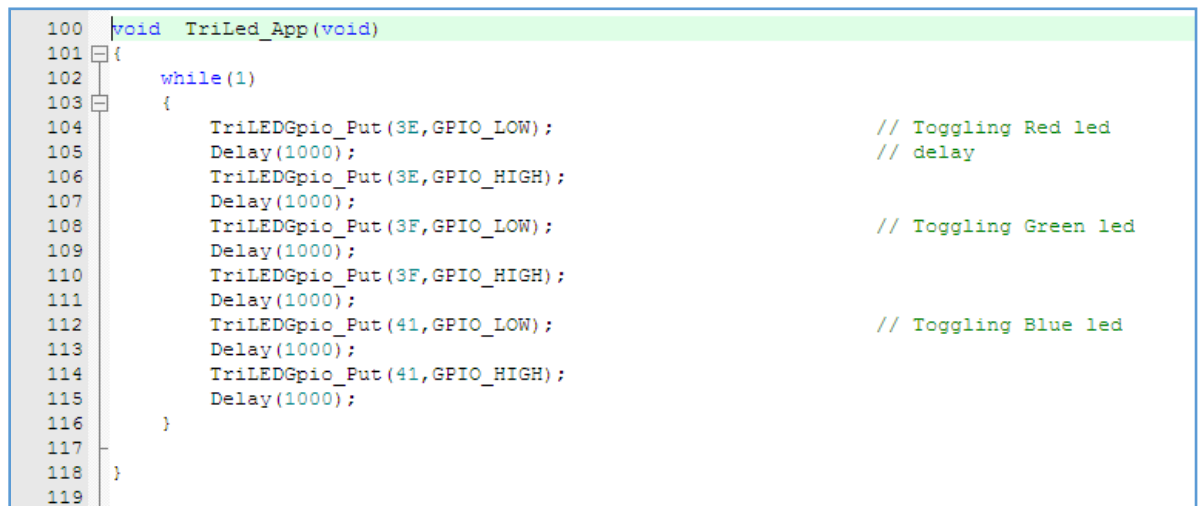 100 void  TriLed_App(void)
101 {
102     while(1)
103     {
104         TriLEDGpio_Put(3E,GPIO_LOW);                          // Toggling Red led
105         Delay(1000);                                          // delay
106         TriLEDGpio_Put(3E,GPIO_HIGH);
107         Delay(1000);
108         TriLEDGpio_Put(3F,GPIO_LOW);                          // Toggling Green led
109         Delay(1000);
110         TriLEDGpio_Put(3F,GPIO_HIGH);
111         Delay(1000);
112         TriLEDGpio_Put(41,GPIO_LOW);                          // Toggling Blue led
113         Delay(1000);
114         TriLEDGpio_Put(41,GPIO_HIGH);
115         Delay(1000);
116     }
117
118 }
119